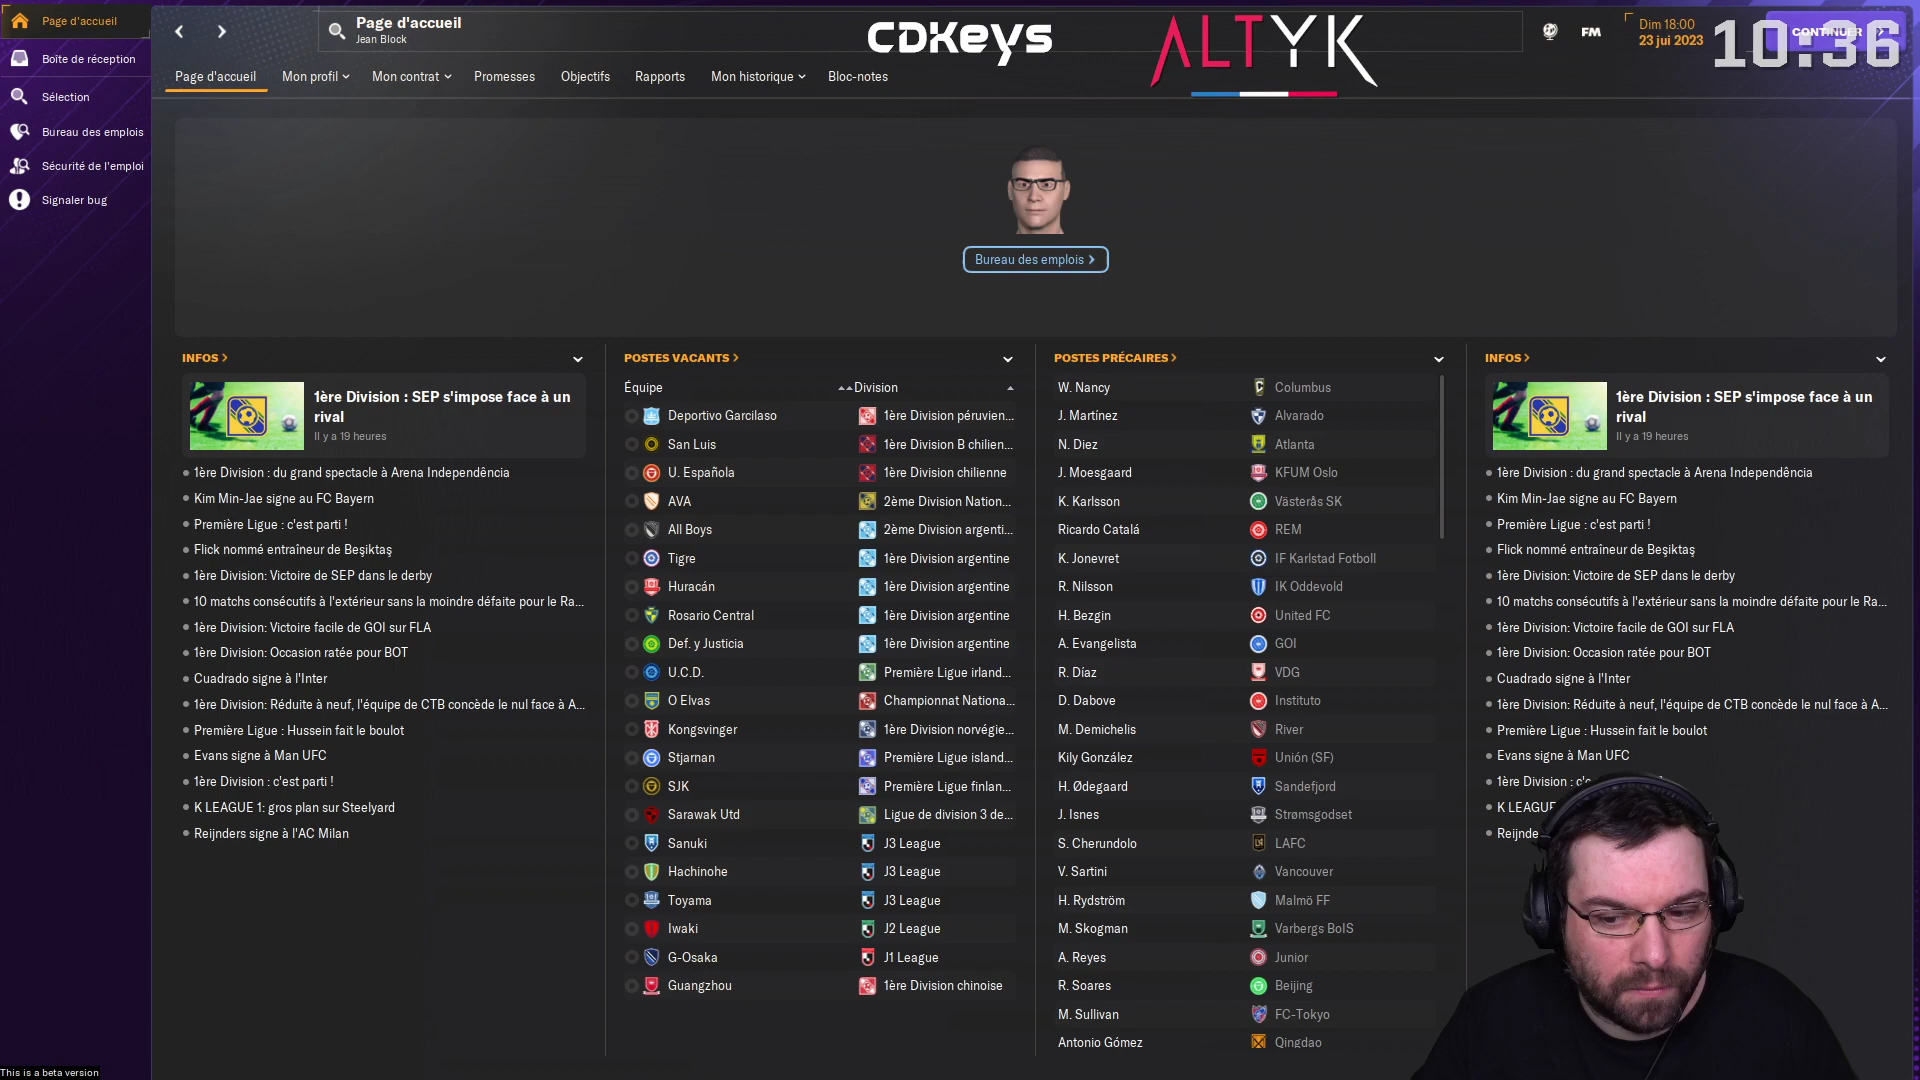 Page d'accueil
Boîte de réception
Sélection
Bureau des emplois
Sécurité de l'emploi
Signaler bug
Page d'accueil
Jean Block
CDKeys
ALTYK
FM
Dim 18:00
23 jui 2023
CONTINUER
10:36
Page d'accueil
Mon profil
Mon contrat
Promesses
Objectifs
Rapports
Mon historique
Bloc-notes
Bureau des emplois
INFOS
1ère Division : SEP s'impose face à un
rival
Il y a 19 heures
1ère Division : du grand spectacle à Arena Independência
Kim Min-Jae signe au FC Bayern
Première Ligue : c'est parti !
Flick nommé entraîneur de Beşiktaş
1ère Division: Victoire de SEP dans le derby
10 matchs consécutifs à l'extérieur sans la moindre défaite pour le Ra...
1ère Division: Victoire facile de GOI sur FLA
1ère Division: Occasion ratée pour BOT
Cuadrado signe à l'Inter
1ère Division: Réduite à neuf, l'équipe de CTB concède le nul face à A...
Première Ligue : Hussein fait le boulot
Evans signe à Man UFC
1ère Division : c'est parti !
K LEAGUE 1: gros plan sur Steelyard
Reijnders signe à l'AC Milan
POSTES VACANTS
Équipe Division
Deportivo Garcilaso 1ère Division péruvien...
San Luis 1ère Division B chilien...
U. Española 1ère Division chilienne
AVA 2ème Division Nation...
All Boys 2ème Division argenti...
Tigre 1ère Division argentine
Huracán 1ère Division argentine
Rosario Central 1ère Division argentine
Def. y Justicia 1ère Division argentine
U.C.D. Première Ligue irland...
O Elvas Championnat Nationa...
Kongsvinger 1ère Division norvégie...
Stjarnan Première Ligue island...
SJK Première Ligue finlan...
Sarawak Utd Ligue de division 3 de...
Sanuki J3 League
Hachinohe J3 League
Toyama J3 League
Iwaki J2 League
G-Osaka J1 League
Guangzhou 1ère Division chinoise
POSTES PRÉCAIRES
W. Nancy Columbus
J. Martínez Alvarado
N. Diez Atlanta
J. Moesgaard KFUM Oslo
K. Karlsson Västerås SK
Ricardo Catalá REM
K. Jonevret IF Karlstad Fotboll
R. Nilsson IK Oddevold
H. Bezgin United FC
A. Evangelista GOI
R. Díaz VDG
D. Dabove Instituto
M. Demichelis River
Kily González Unión (SF)
H. Ødegaard Sandefjord
J. Isnes Strømsgodset
S. Cherundolo LAFC
V. Sartini Vancouver
H. Rydström Malmö FF
M. Skogman Varbergs BoIS
A. Reyes Junior
R. Soares Beijing
M. Sullivan FC-Tokyo
Antonio Gómez Qingdao
INFOS
1ère Division : SEP s'impose face à un
rival
Il y a 19 heures
1ère Division : du grand spectacle à Arena Independência
Kim Min-Jae signe au FC Bayern
Première Ligue : c'est parti !
Flick nommé entraîneur de Beşiktaş
1ère Division: Victoire de SEP dans le derby
10 matchs consécutifs à l'extérieur sans la moindre défaite pour le Ra...
1ère Division: Victoire facile de GOI sur FLA
1ère Division: Occasion ratée pour BOT
Cuadrado signe à l'Inter
1ère Division: Réduite à neuf, l'équipe de CTB concède le nul face à A...
Première Ligue : Hussein fait le boulot
Evans signe à Man UFC
1ère Division :
K LEAGUE
This is a beta version